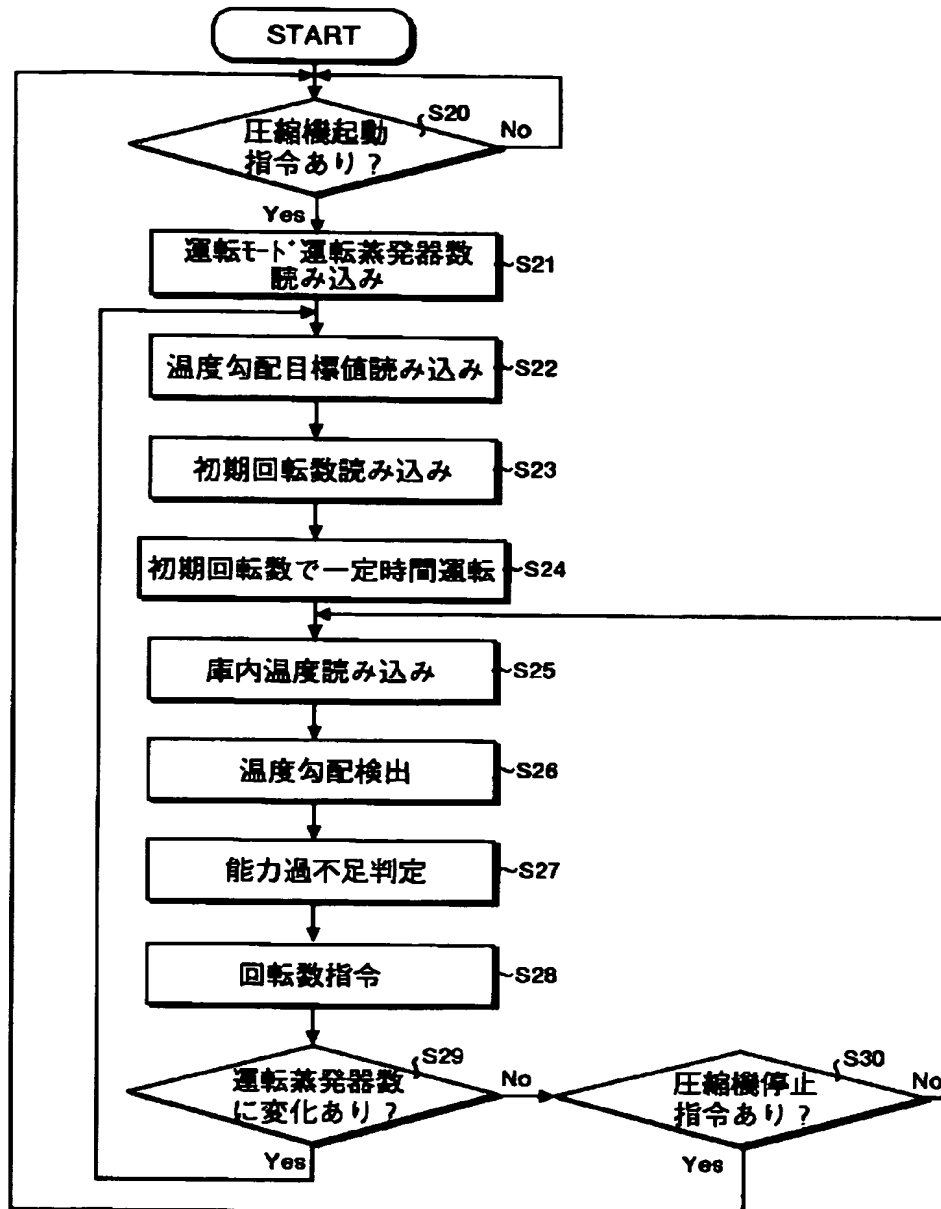 START
圧縮機起動
指令あり？
S20
No
Yes
運転ﾓｰﾄﾞ運転蒸発器数
読み込み
S21
温度勾配目標値読み込み
S22
初期回転数読み込み
S23
初期回転数で一定時間運転
S24
庫内温度読み込み
S25
温度勾配検出
S26
能力過不足判定
S27
回転数指令
S28
運転蒸発器数
に変化あり？
S29
No
Yes
圧縮機停止
指令あり？
S30
No
Yes